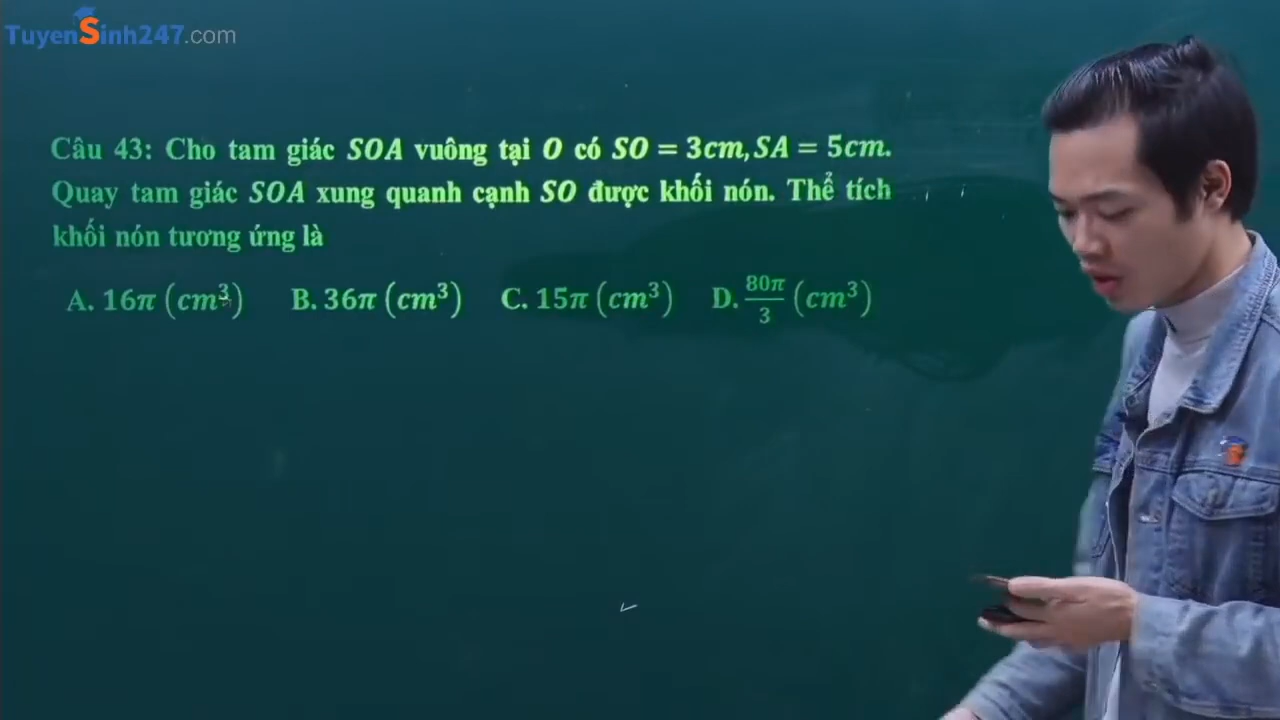 TuyenSinh247.com
Câu 43: Cho tam giác SOA vuông tại O có SO = 3cm, SA = 5cm.
Quay tam giác SOA xung quanh cạnh SO được khối nón. Thể tích
khối nón tương ứng là
A. 16π (cm³) B. 36π (cm³) C. 15π (cm³) D. 80π/3 (cm³)